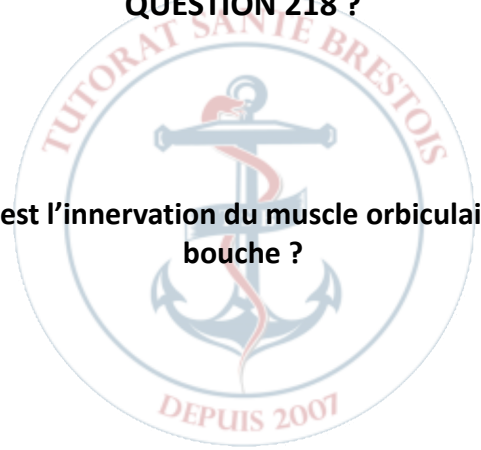 QUESTION 218 ?
TUTORAT SANTE BRESTOIS
est l’innervation du muscle orbiculai
bouche ?
DEPUIS 2007